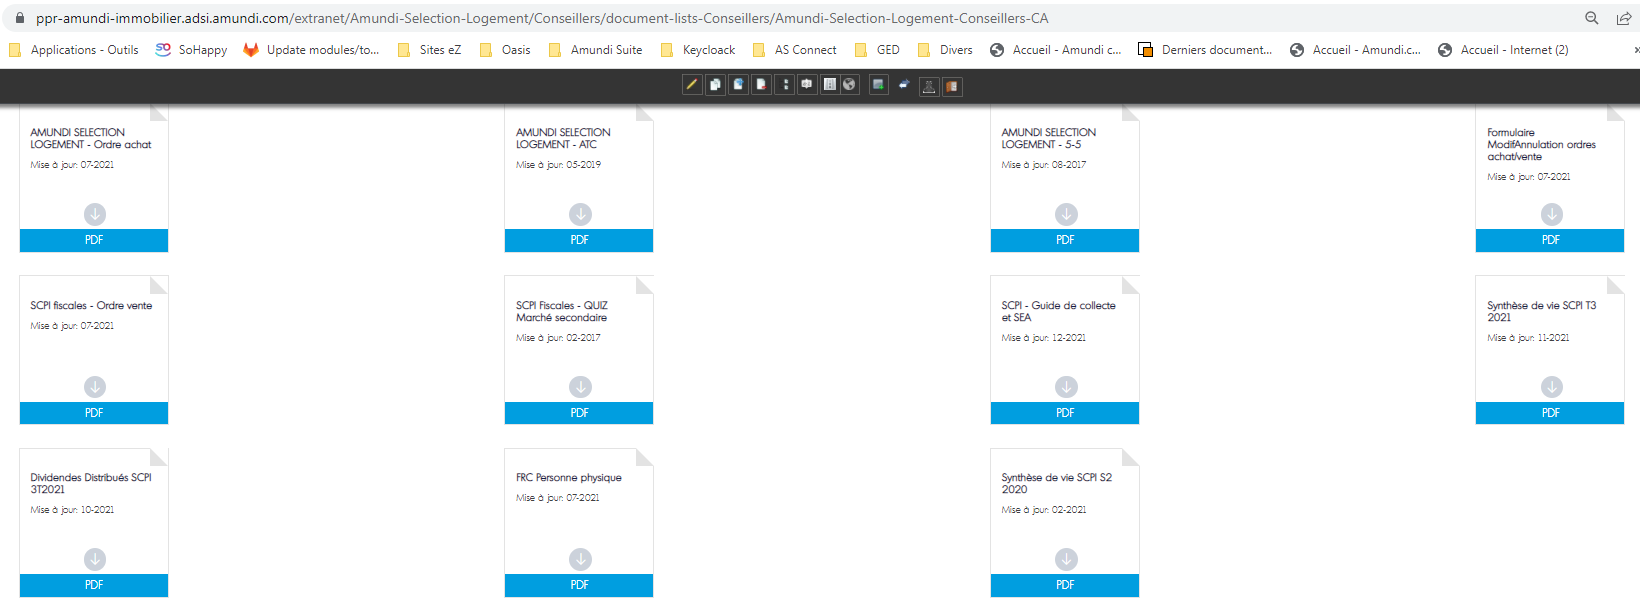 ppr-amundi-immobilier.adsi.amundi.com/extranet/Amundi-Selection-Logement/Conseillers/document-lists-Conseillers/Amundi-Selection-Logement-Conseillers-CA
Applications - Outils SoHappy Update modules/to... Sites eZ Oasis Amundi Suite Keycloack AS Connect GED Divers Accueil - Amundi c... Derniers document... Accueil - Amundi.c... Accueil - Internet (2) »
AMUNDI SELECTION
LOGEMENT - Ordre achat
Mise à jour: 07-2021
PDF
AMUNDI SELECTION
LOGEMENT - ATC
Mise à jour: 05-2019
PDF
AMUNDI SELECTION
LOGEMENT - 5-5
Mise à jour: 08-2017
PDF
Formulaire
ModifAnnulation ordres
achat/vente
Mise à jour: 07-2021
PDF
SCPI fiscales - Ordre vente
Mise à jour: 07-2021
PDF
SCPI Fiscales - QUIZ
Marché secondaire
Mise à jour: 02-2017
PDF
SCPI - Guide de collecte
et SEA
Mise à jour: 12-2021
PDF
Synthèse de vie SCPI T3
2021
Mise à jour: 11-2021
PDF
Dividendes Distribués SCPI
3T2021
Mise à jour: 10-2021
PDF
FRC Personne physique
Mise à jour: 07-2021
PDF
Synthèse de vie SCPI S2
2020
Mise à jour: 02-2021
PDF